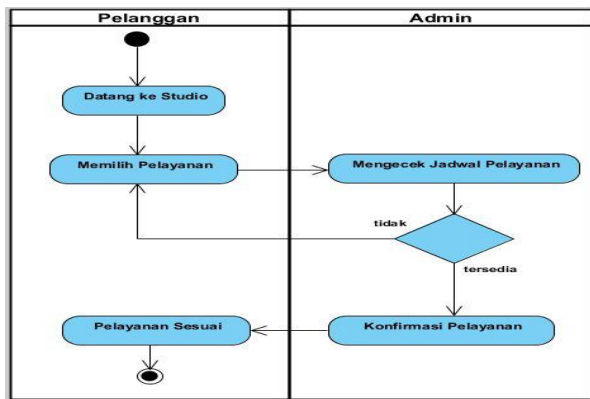 Pelanggan
Admin
Datang ke Studio
Memilih Pelayanan
Mengecek Jadwal Pelayanan
tidak
tersedia
Pelayanan Sesuai
Konfirmasi Pelayanan